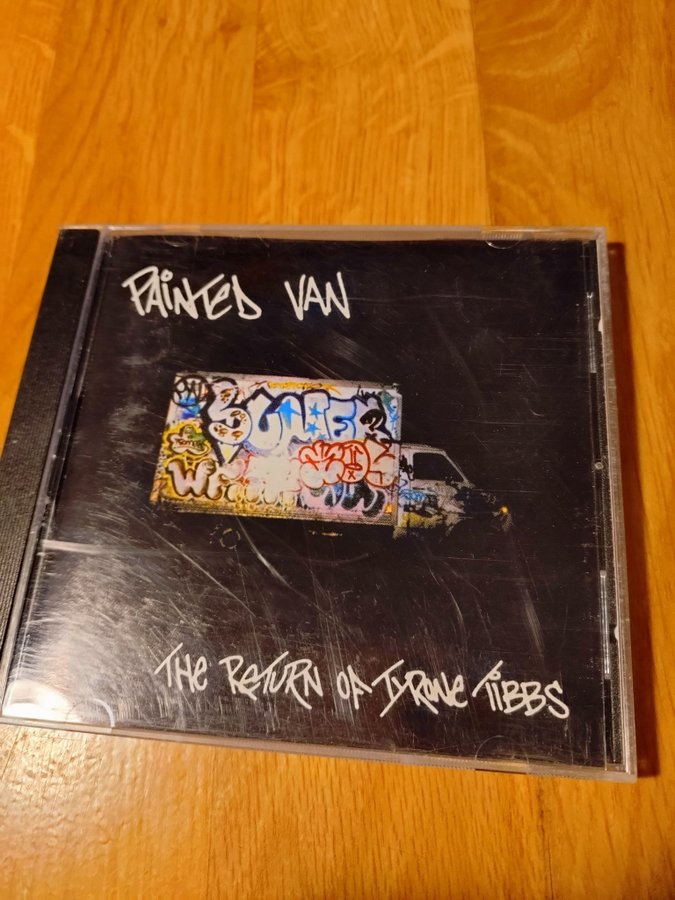 PAINTED VAN
THE RETURN OF TYRONE TIBBS